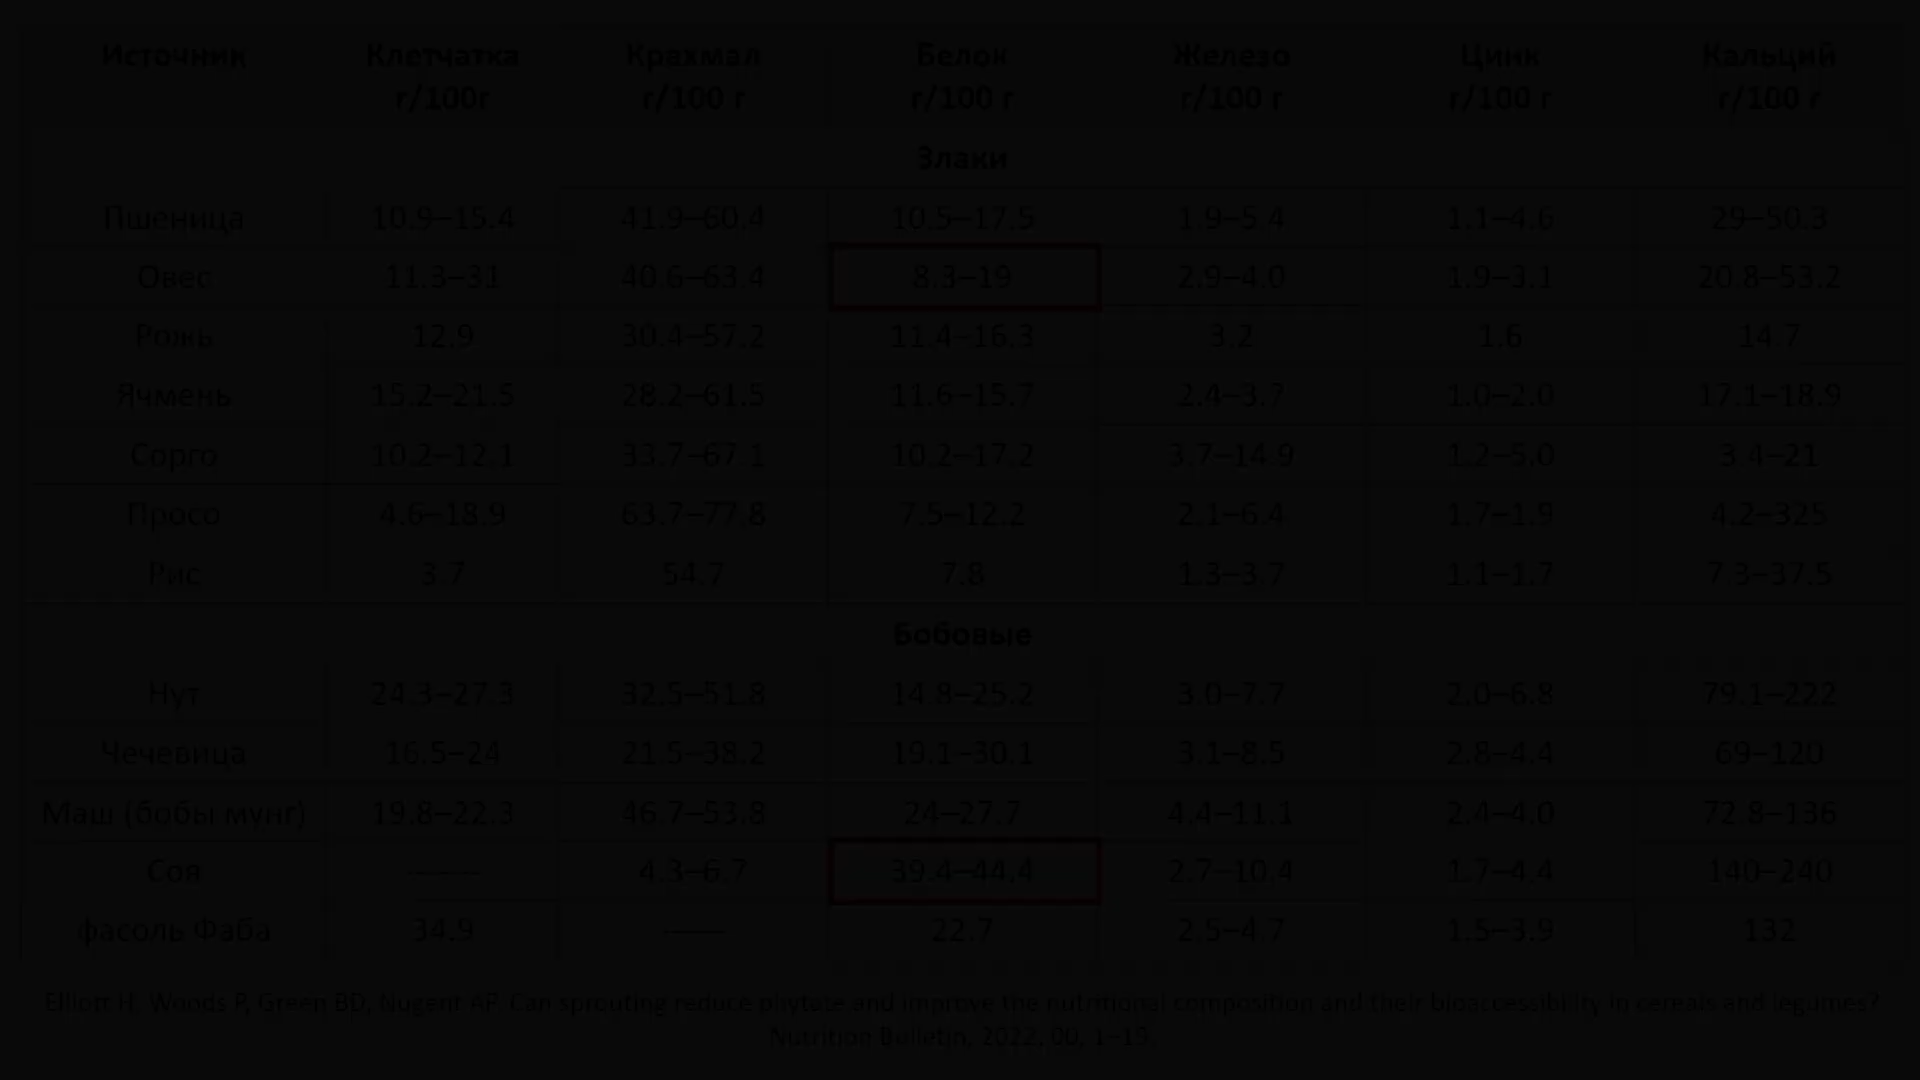 Источник Клетчатка Крахмал Белок Железо Цинк Кальций
г/100г г/100 г г/100 г г/100 г г/100 г г/100 г
Злаки
Пшеница 10.9–15.4 41.9–60.4 10.5–17.5 1.9–5.4 1.1–4.6 29–50.3
Овес 11.3–31 40.6–63.4 8.3–19 2.9–4.0 1.9–3.1 20.8–53.2
Рожь 12.9 30.4–57.2 11.4–16.3 3.2 1.6 14.7
Ячмень 15.2–21.5 28.2–61.5 11.6–15.7 2.4–3.7 1.0–2.0 17.1–18.9
Сорго 10.2–12.1 33.7–67.1 10.2–17.2 3.7–14.9 1.2–5.0 3.4–21
Просо 4.6–18.9 63.7–77.8 7.5–12.2 2.1–6.4 1.7–1.9 4.2–325
Рис 3.7 54.7 7.8 1.3–3.7 1.1–1.7 7.3–37.5
Бобовые
Нут 24.3–27.3 32.5–51.8 14.8–25.2 3.0–7.7 2.0–6.8 79.1–222
Чечевица 16.5–24 21.5–38.2 19.1–30.1 3.1–8.5 2.8–4.4 69–120
Маш (бобы мунг) 19.8–22.3 46.7–53.8 24–27.7 4.4–11.1 2.4–4.0 72.8–136
Соя —— 4.3–6.7 39.4–44.4 2.7–10.4 1.7–4.4 140–240
фасоль Фаба 34.9 —— 22.7 2.5–4.7 1.5–3.9 132
Elliott H, Woods P, Green BD, Nugent AP. Can sprouting reduce phytate and improve the nutritional composition and their bioaccessibility in cereals and legumes?
Nutrition Bulletin, 2022, 00, 1–19.